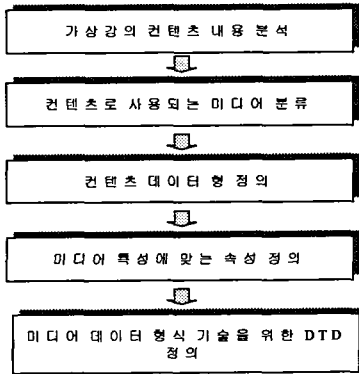 가상강의 컨텐츠 내용 분석
컨텐츠로 사용되는 미디어 분류
컨텐츠 데이터 형 정의
미디어 특성에 맞는 속성 정의
미디어 데이터 형식 기술을 위한 DTD
정의